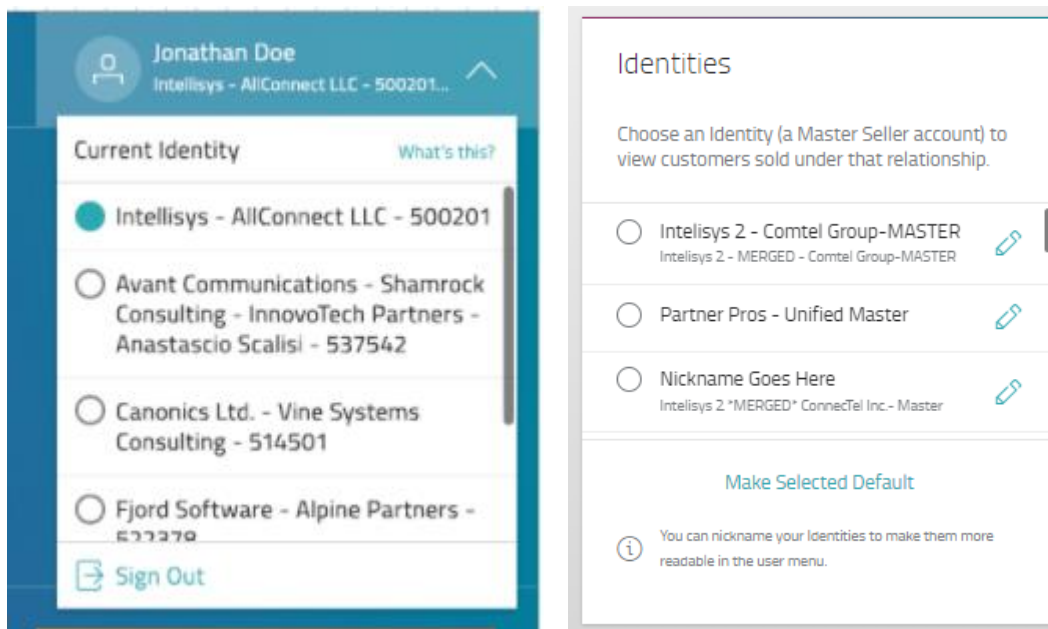 Jonathan Doe
Intellisys - AllConnect LLC - 500201...
Current Identity
What's this?
Intellisys - AllConnect LLC - 500201
Avant Communications - Shamrock
Consulting - InnovoTech Partners -
Anastascio Scalisi - 537542
Canonics Ltd. - Vine Systems
Consulting - 514501
Fjord Software - Alpine Partners -
522379
Sign Out
Identities
Choose an Identity (a Master Seller account) to
view customers sold under that relationship.
Intelisys 2 - Comtel Group-MASTER
Intelisys 2 - MERGED - Comtel Group-MASTER
Partner Pros - Unified Master
Nickname Goes Here
Intelisys 2 *MERGED* ConnecTel Inc.- Master
Make Selected Default
You can nickname your Identities to make them more
readable in the user menu.